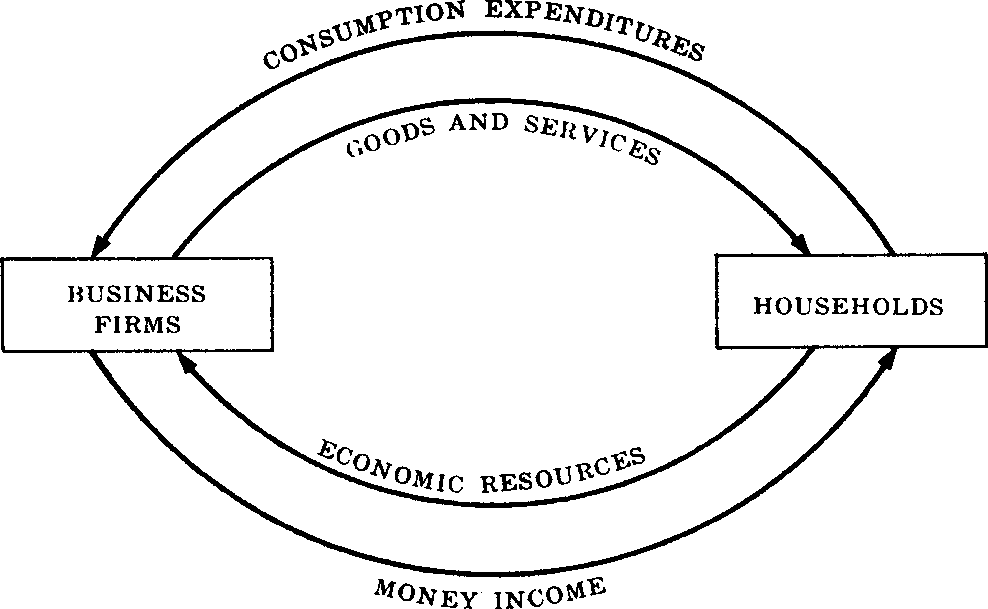 CONSUMPTION EXPENDITURES
GOODS AND SERVICES
BUSINESS
FIRMS
HOUSEHOLDS
ECONOMIC RESOURCES
MONEY INCOME